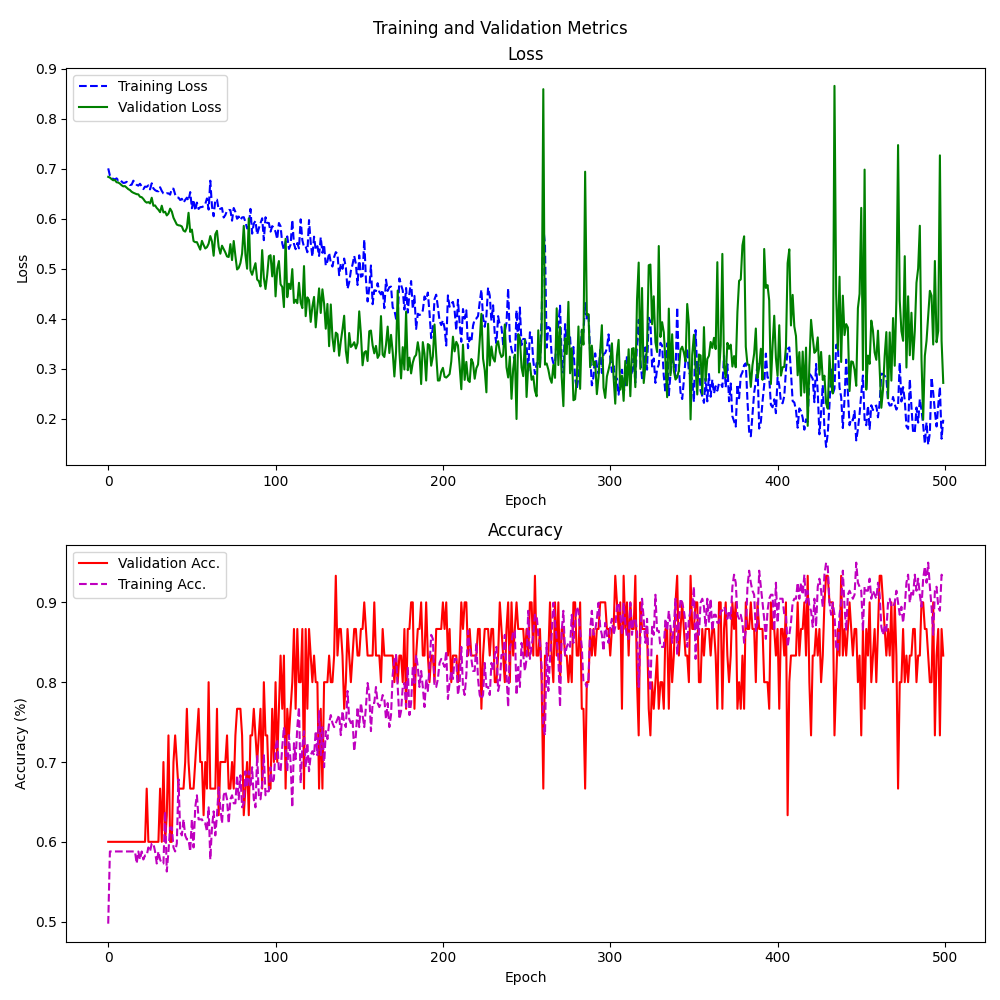 Training and Validation Metrics
Loss
0.9
0.8
0.7
0.6
0.5
0.4
0.3
0.2
Loss
Training Loss
Validation Loss
0
100
200
300
400
500
Epoch
Accuracy
0.9
0.8
0.7
0.6
0.5
Accuracy (%)
Validation Acc.
Training Acc.
0
100
200
300
400
500
Epoch